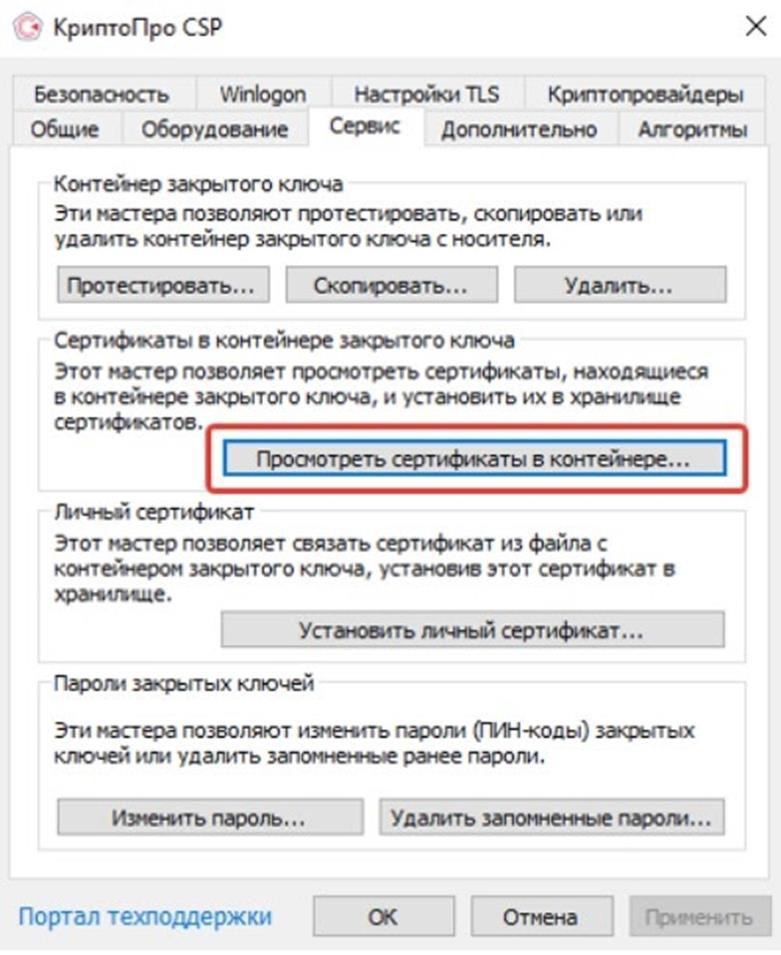 КриптоПро CSP
Безопасность Winlogon Настройки TLS Криптопровайдеры
Общие Оборудование Сервис Дополнительно Алгоритмы
Контейнер закрытого ключа
Эти мастера позволяют протестировать, скопировать или
удалить контейнер закрытого ключа с носителя.
Протестировать... Скопировать... Удалить...
Сертификаты в контейнере закрытого ключа
Этот мастер позволяет просмотреть сертификаты, находящиеся
в контейнере закрытого ключа, и установить их в хранилище
сертификатов.
Просмотреть сертификаты в контейнере...
Личный сертификат
Этот мастер позволяет связать сертификат из файла с
контейнером закрытого ключа, установив этот сертификат в
хранилище.
Установить личный сертификат...
Пароли закрытых ключей
Эти мастера позволяют изменить пароли (ПИН-коды) закрытых
ключей или удалить запомненные ранее пароли.
Изменить пароль... Удалить запомненные пароли...
Портал техподдержки ОК Отмена Применить